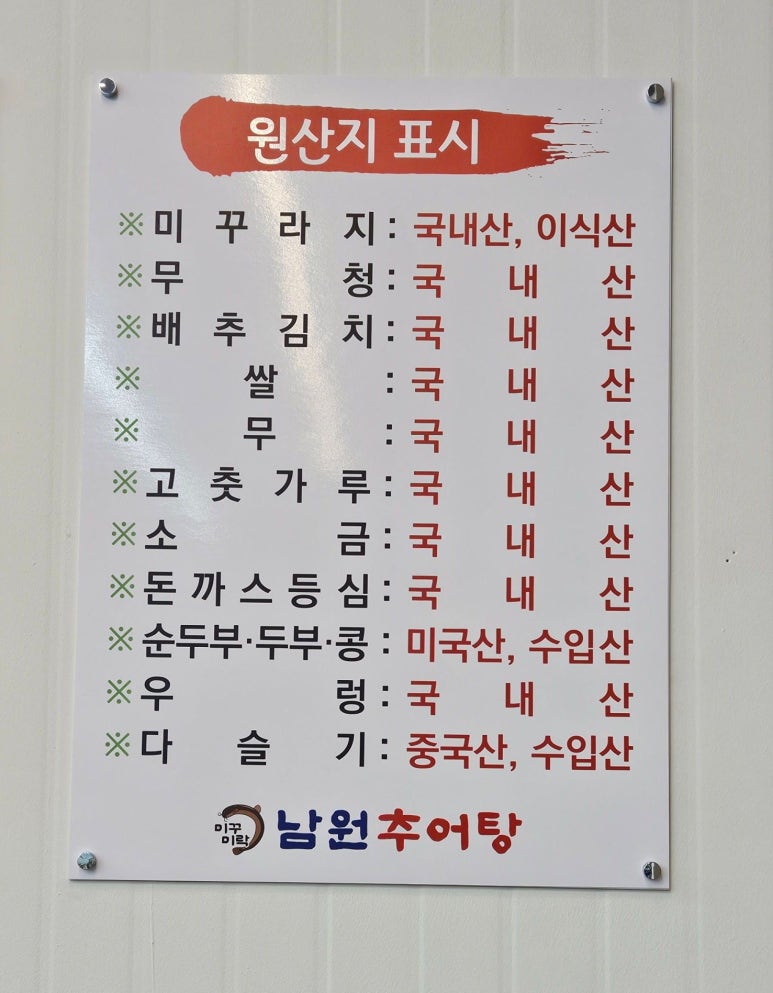 원산지 표시
※미 꾸 라 지 : 국내산, 이식산
※무 청 : 국 내 산
※배 추 김 치 : 국 내 산
※ 쌀 : 국 내 산
※ 무 : 국 내 산
※고 춧 가 루 : 국 내 산
※소 금 : 국 내 산
※돈 까 스 등 심 : 국 내 산
※순두부·두부·콩 : 미국산, 수입산
※우 렁 : 국 내 산
※다 슬 기 : 중국산, 수입산
미꾸미락 남원추어탕